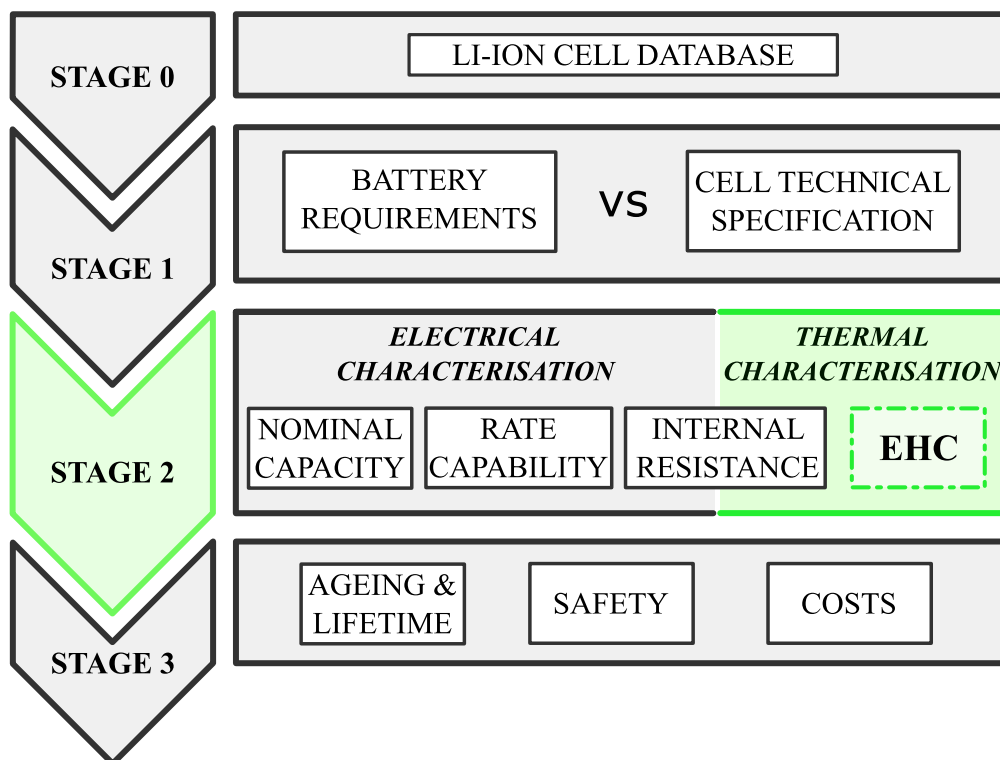 STAGE 0
LI-ION CELL DATABASE
STAGE 1
BATTERY
REQUIREMENTS
vs
CELL TECHNICAL
SPECIFICATION
STAGE 2
ELECTRICAL
CHARACTERISATION
THERMAL
CHARACTERISATION
NOMINAL
CAPACITY
RATE
CAPABILITY
INTERNAL
RESISTANCE
EHC
STAGE 3
AGEING &
LIFETIME
SAFETY
COSTS